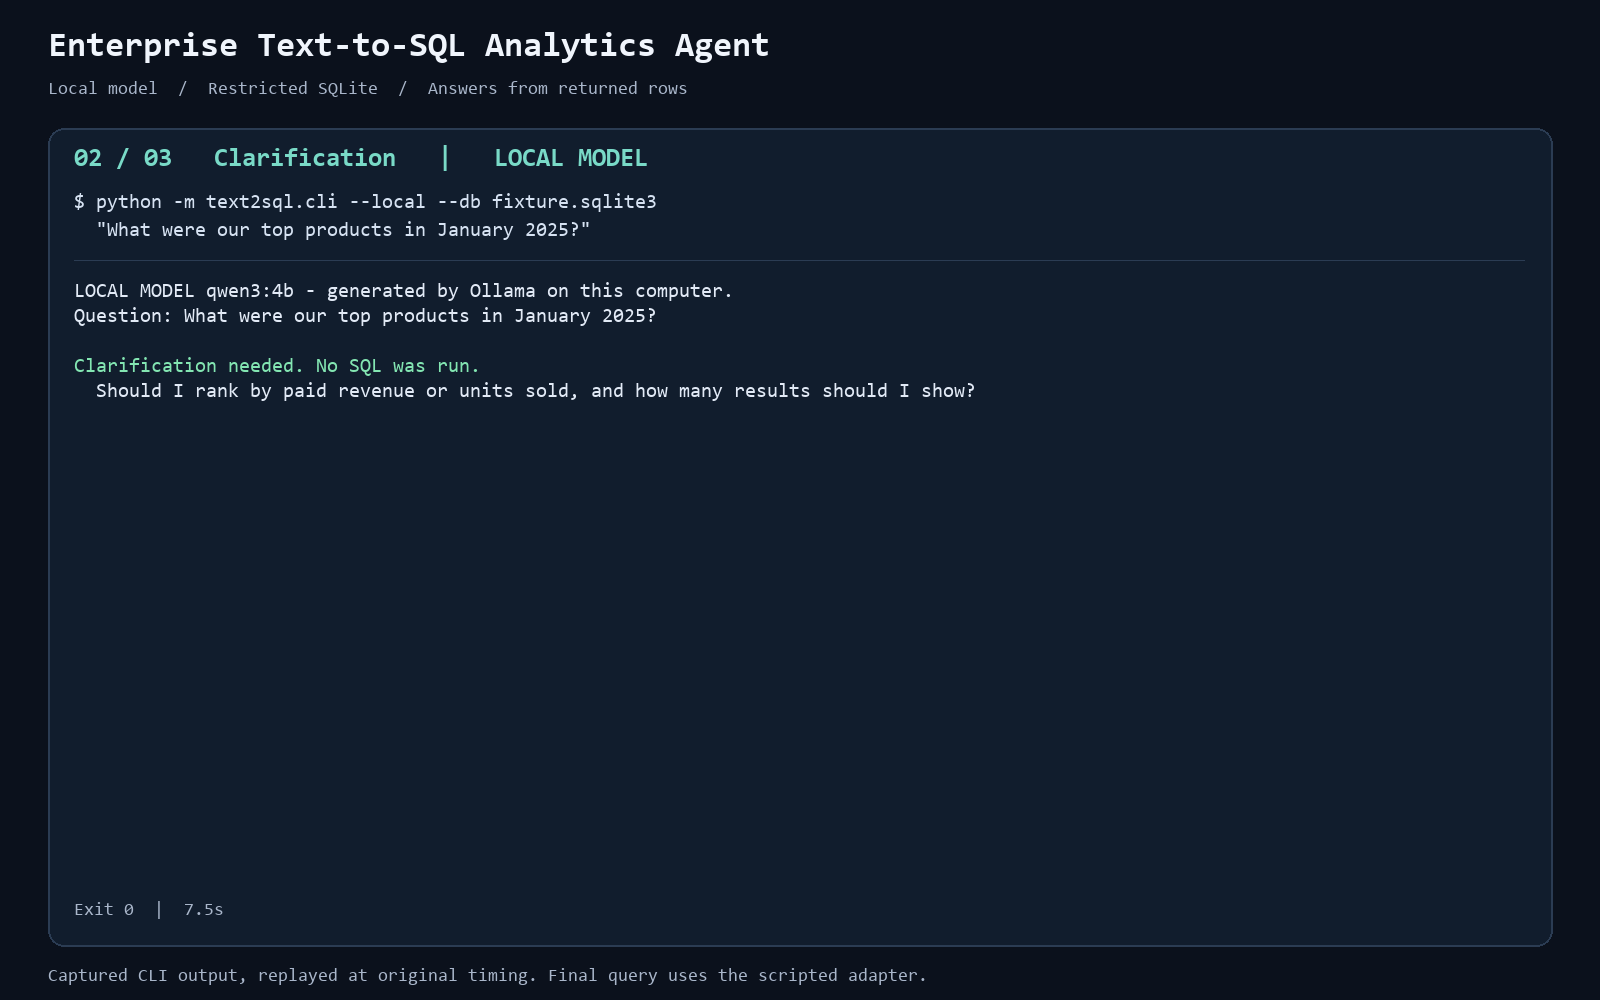 Enterprise Text-to-SQL Analytics Agent
Local model / Restricted SQLite / Answers from returned rows
02 / 03 Clarification | LOCAL MODEL
$ python -m text2sql.cli --local --db fixture.sqlite3
"What were our top products in January 2025?"
LOCAL MODEL qwen3:4b - generated by Ollama on this computer.
Question: What were our top products in January 2025?
Clarification needed. No SQL was run.
Should I rank by paid revenue or units sold, and how many results should I show?
Exit 0 | 7.5s
Captured CLI output, replayed at original timing. Final query uses the scripted adapter.